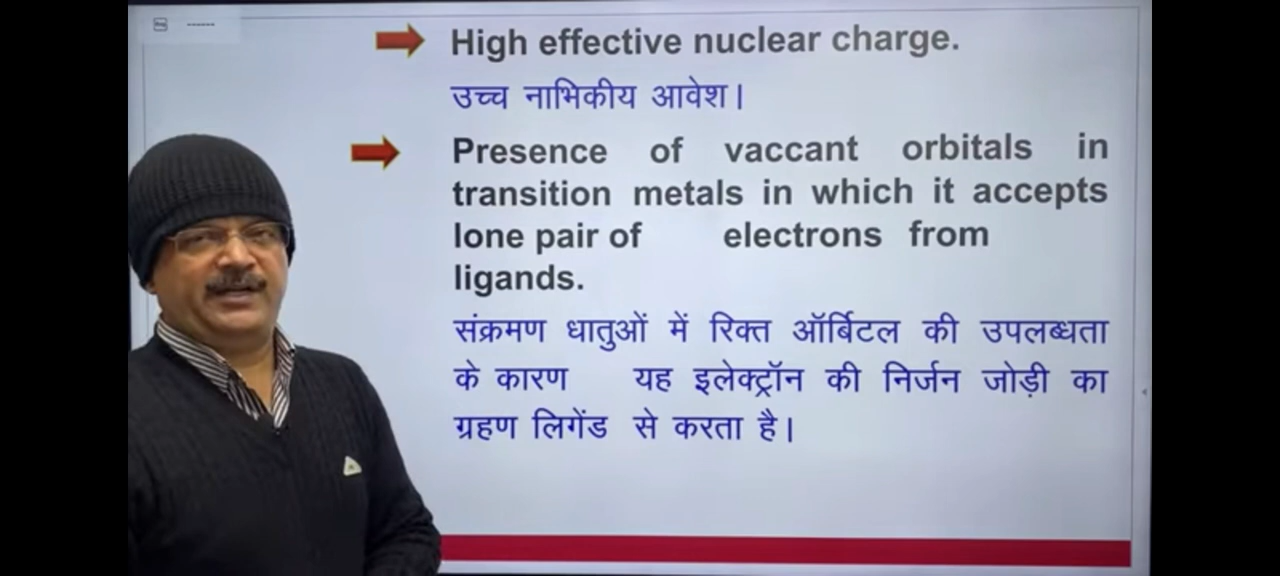 High effective nuclear charge.
उच्च नाभिकीय आवेश।
Presence of vaccant orbitals in
transition metals in which it accepts
lone pair of electrons from
ligands.
संक्रमण धातुओं में रिक्त ऑर्बिटल की उपलब्धता
के कारण यह इलेक्ट्रॉन की निर्जन जोड़ी का
ग्रहण लिगेंड से करता है।